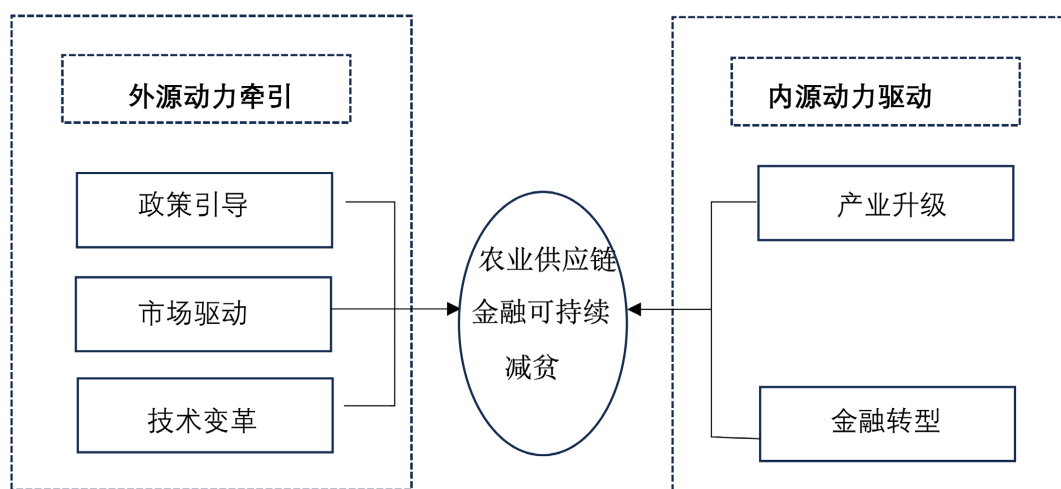 外源动力牵引
政策引导
市场驱动
技术变革
农业供应链
金融可持续
减贫
内源动力驱动
产业升级
金融转型